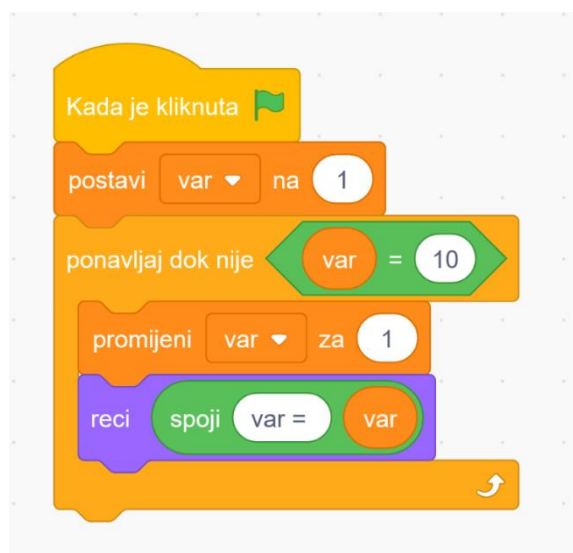 Kada je kliknuta
postavi var na 1
ponavljaj dok nije var = 10
promijeni var za 1
reci spoji var = var